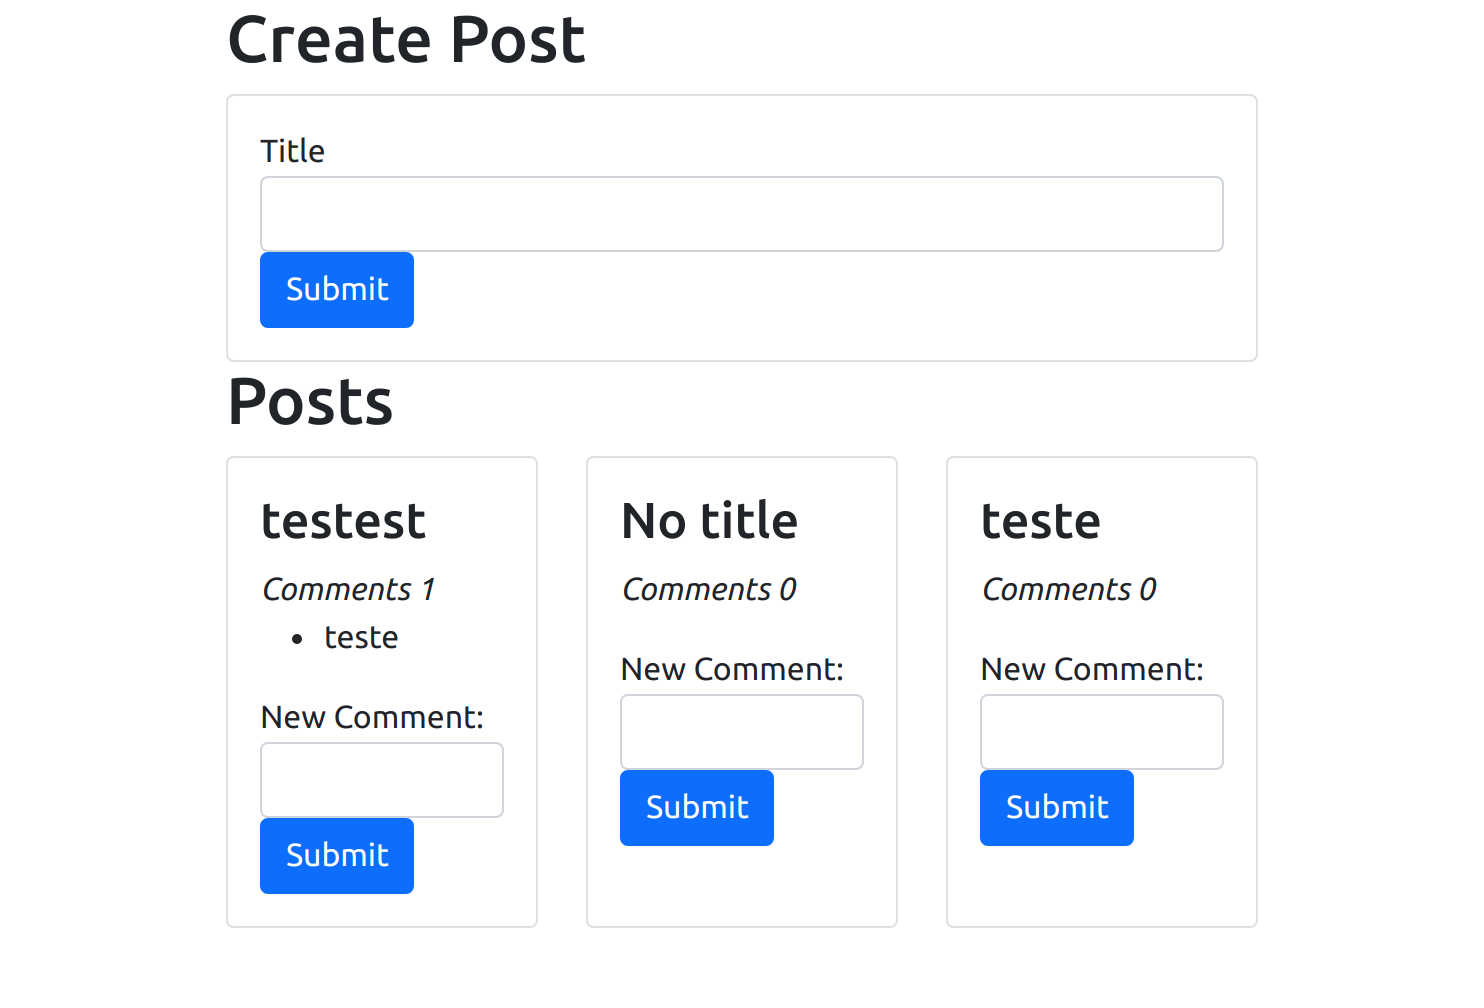 Create Post
Title
Submit
Posts
testest
Comments 1
• teste
New Comment:
Submit
No title
Comments 0
New Comment:
Submit
teste
Comments 0
New Comment:
Submit